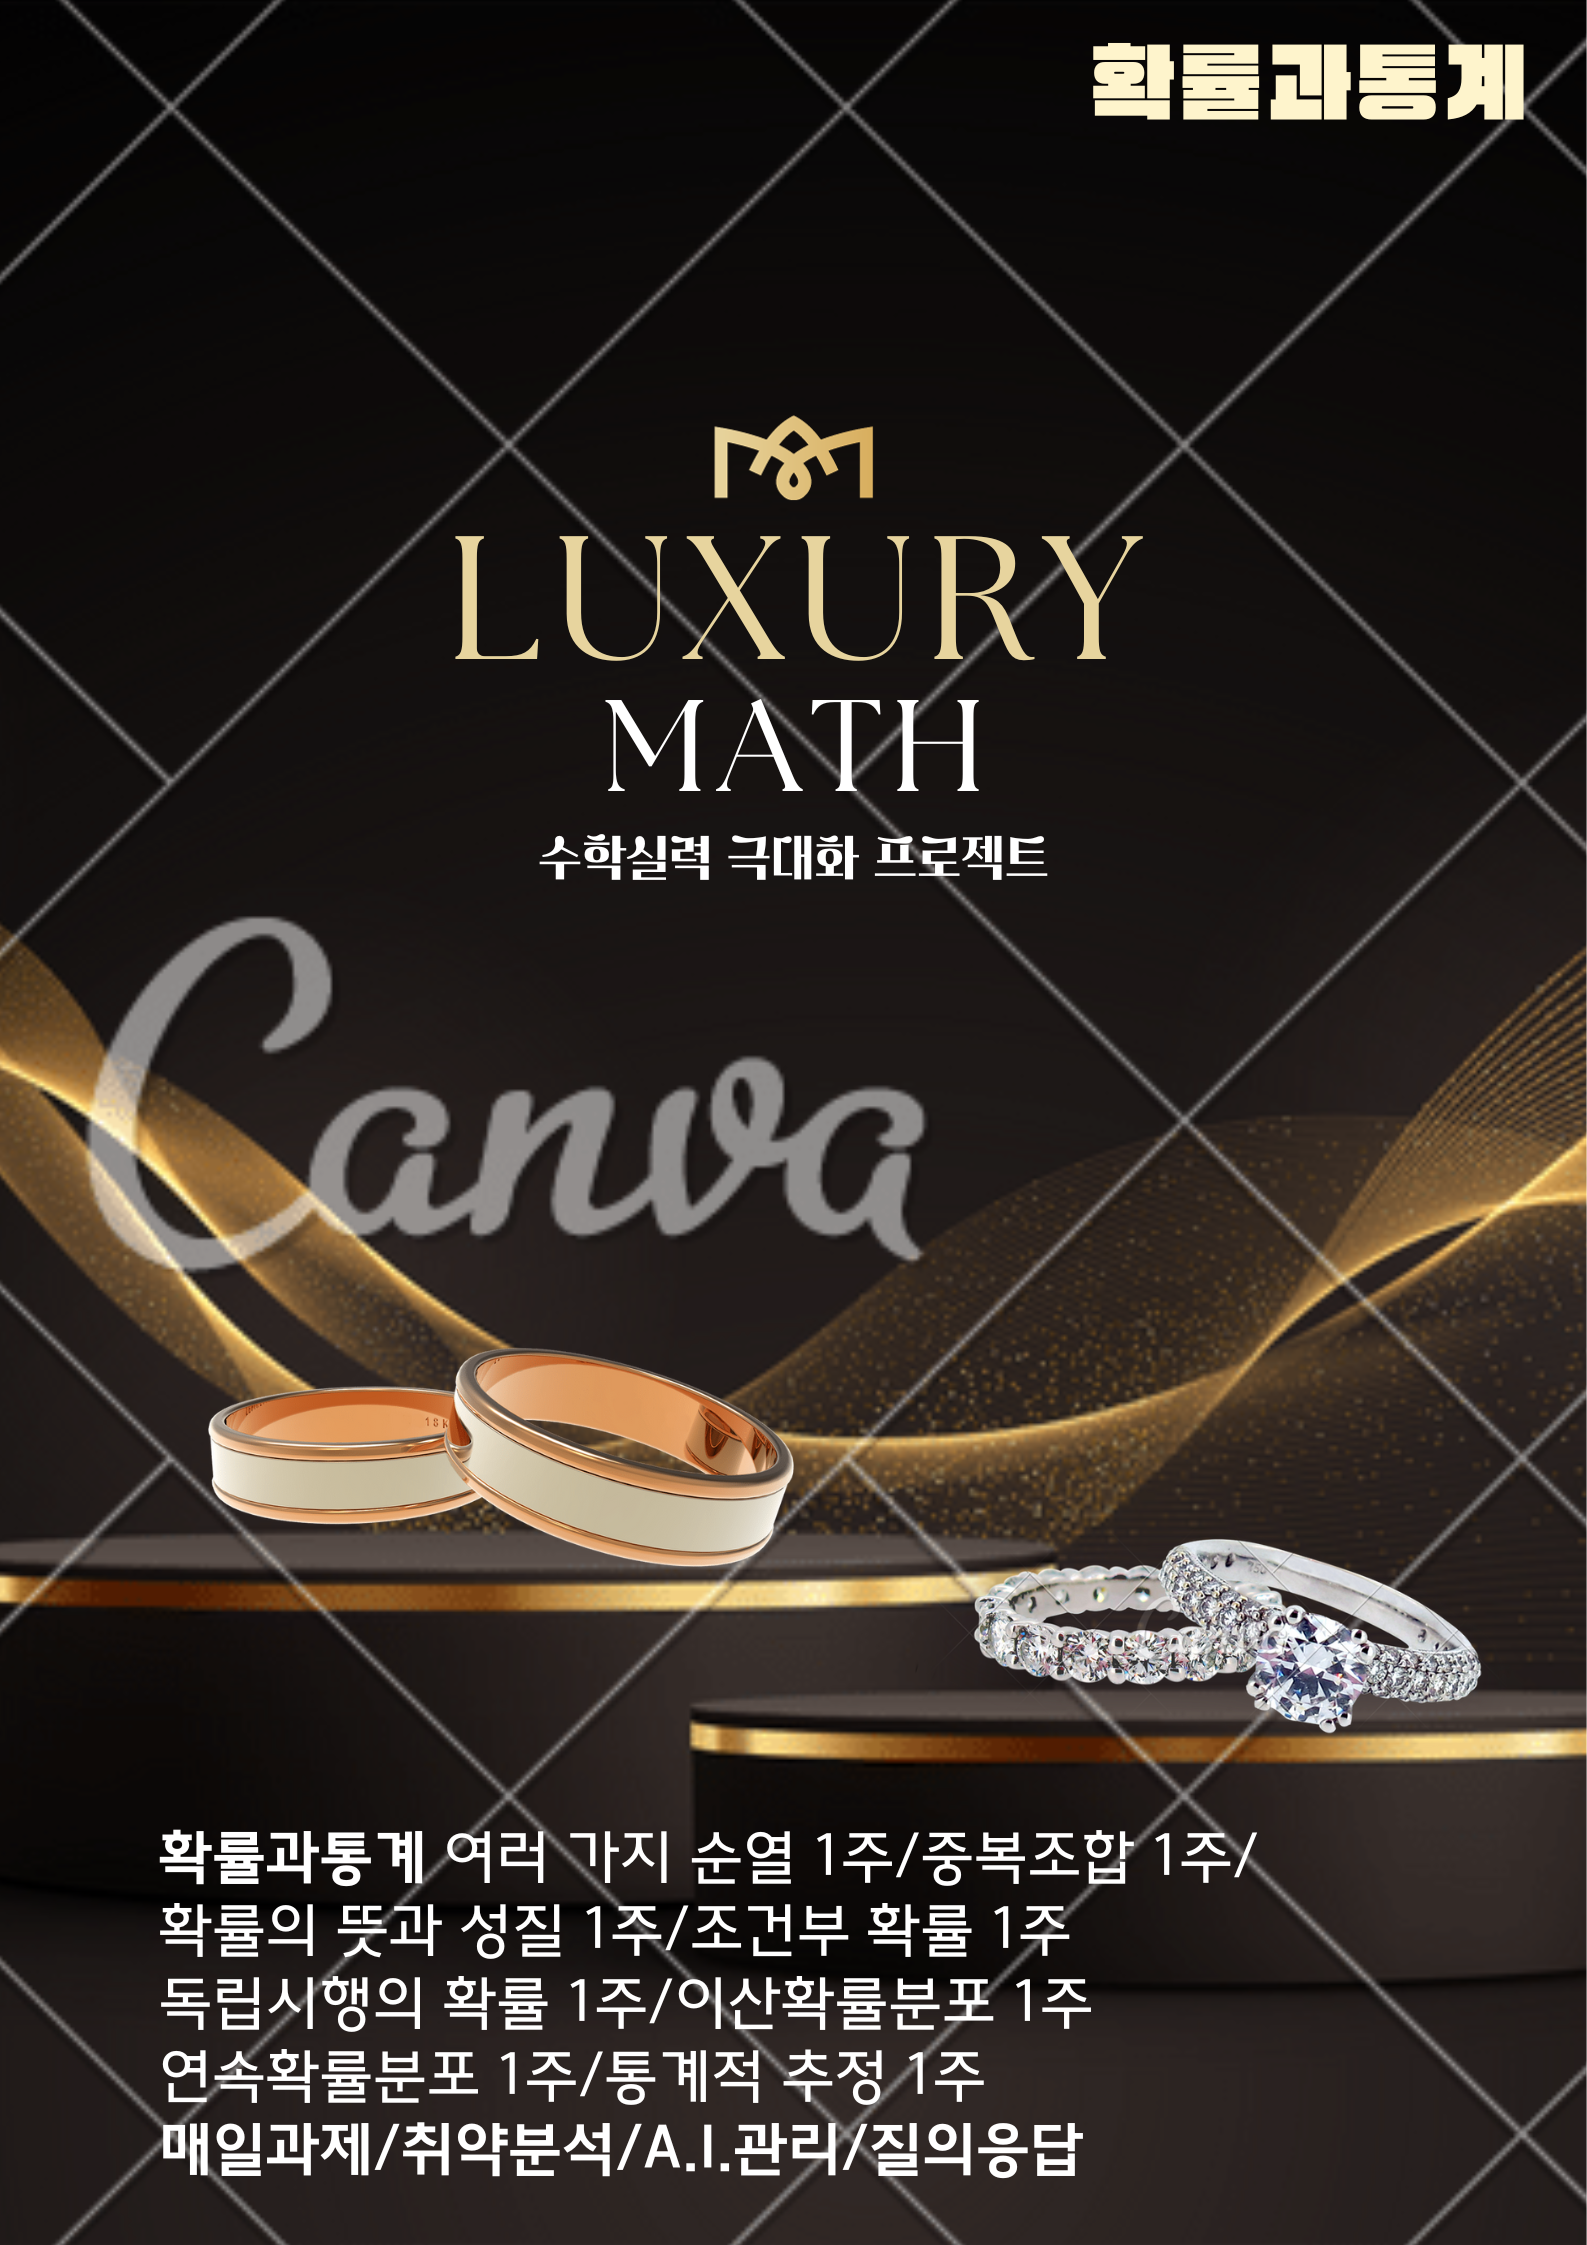 확률과통계
LUXURY
MATH
수학실력 극대화 프로젝트
Canva
18K
750
확률과통계 여러 가지 순열 1주/중복조합 1주/
확률의 뜻과 성질 1주/조건부 확률 1주
독립시행의 확률 1주/이산확률분포 1주
연속확률분포 1주/통계적 추정 1주
매일과제/취약분석/A.I.관리/질의응답